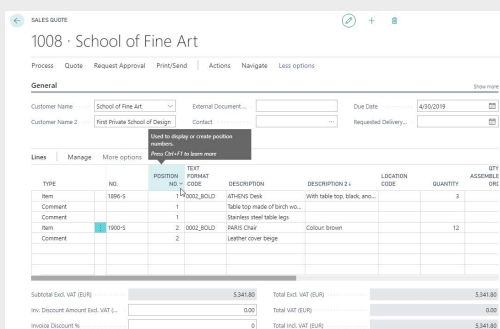 SALES QUOTE
1008 · School of Fine Art
Process Quote Request Approval Print/Send Actions Navigate Less options
General
Show more
Customer Name School of Fine Art External Document ... Due Date 4/30/2019
Customer Name 2 First Private School of Design Contact Requested Delivery...
Used to display or create position
numbers.
Press Ctrl+F1 to learn more
Lines Manage More options
TYPE NO. POSITION NO. TEXT FORMAT CODE DESCRIPTION DESCRIPTION 2 ↓ LOCATION CODE QUANTITY QTY ASSEMBLE ORD
Item 1896-S 1 0002_BOLD ATHENS Desk With table top; black, ano... 3
Comment 1 Table top made of birch wo...
Comment 1 Stainless steel table legs
Item 1900-S 2 0002_BOLD PARIS Chair Colour: brown 12
Comment 2 Leather cover beige
Subtotal Excl. VAT (EUR) 5,341.80 Total Excl. VAT (EUR) 5,341.80
Inv. Discount Amount Excl. VAT (... 0.00 Total VAT (EUR) 0.00
Invoice Discount % 0 Total Incl. VAT (EUR) 5,341.80